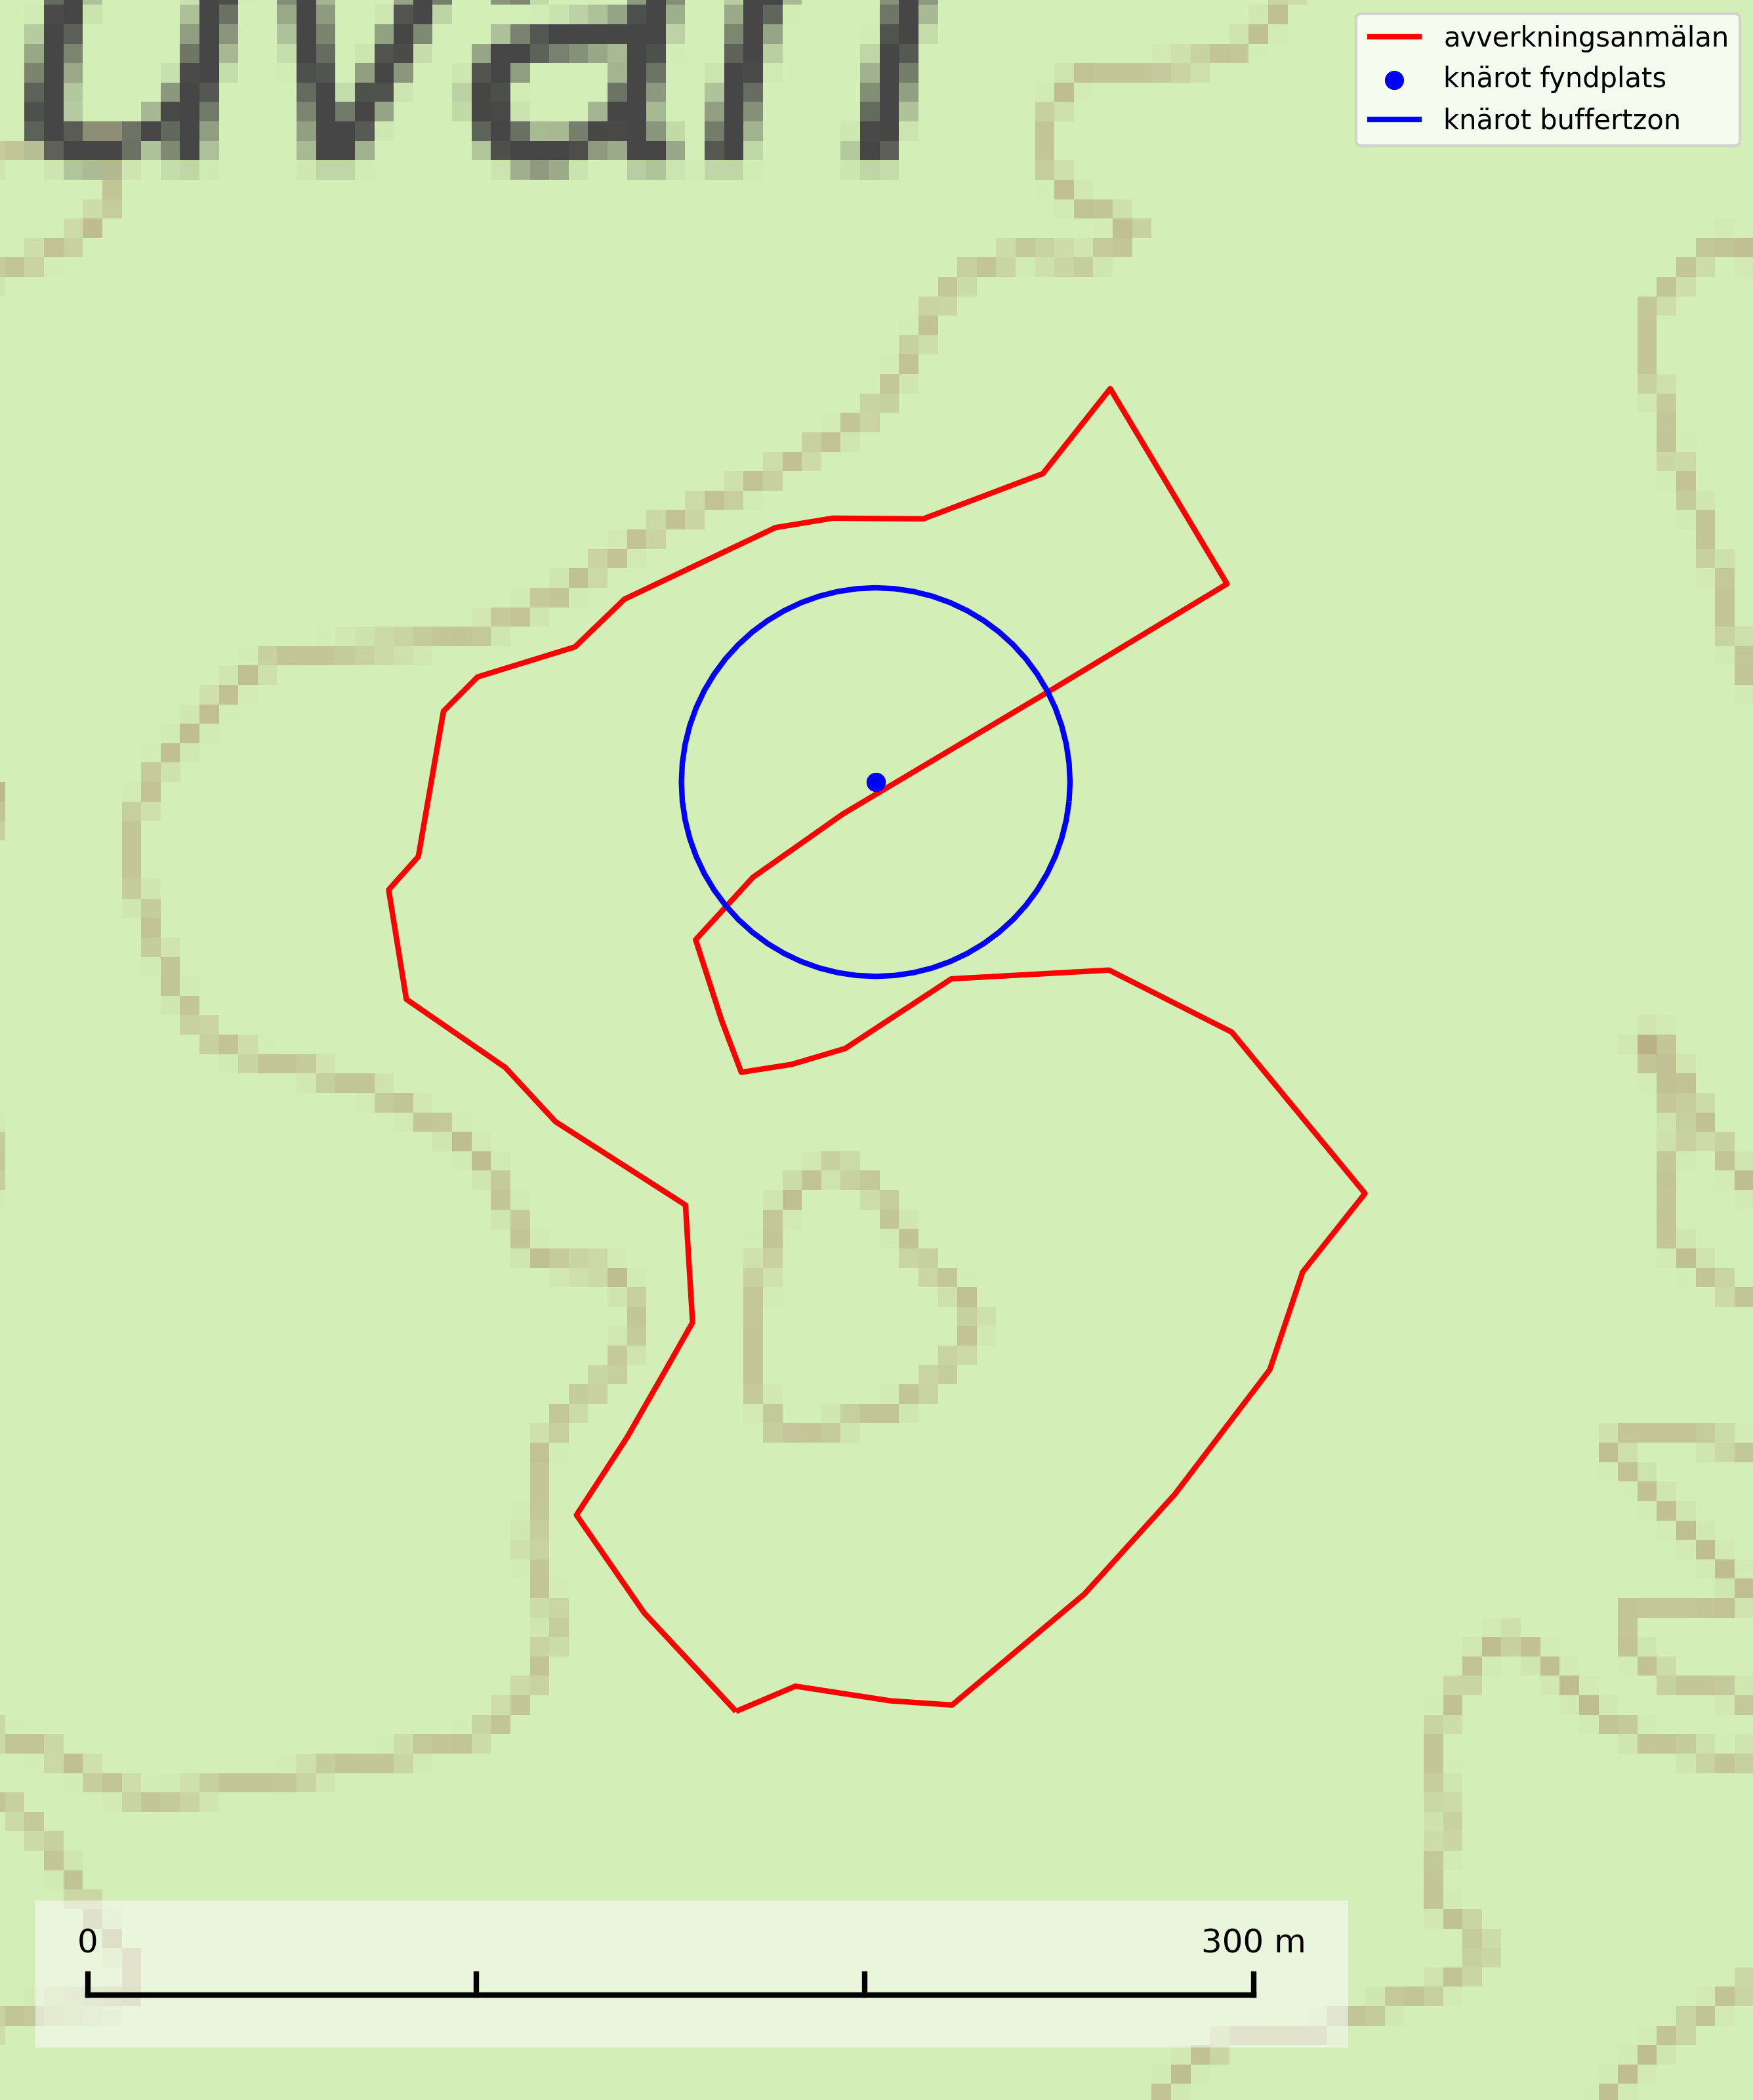 avverkningsanmälan
knärot fyndplats
knärot buffertzon
0 300 m